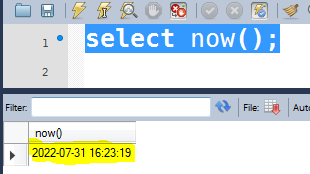 1
select now();
2
Filter:
File:
Auto
now()
2022-07-31 16:23:19